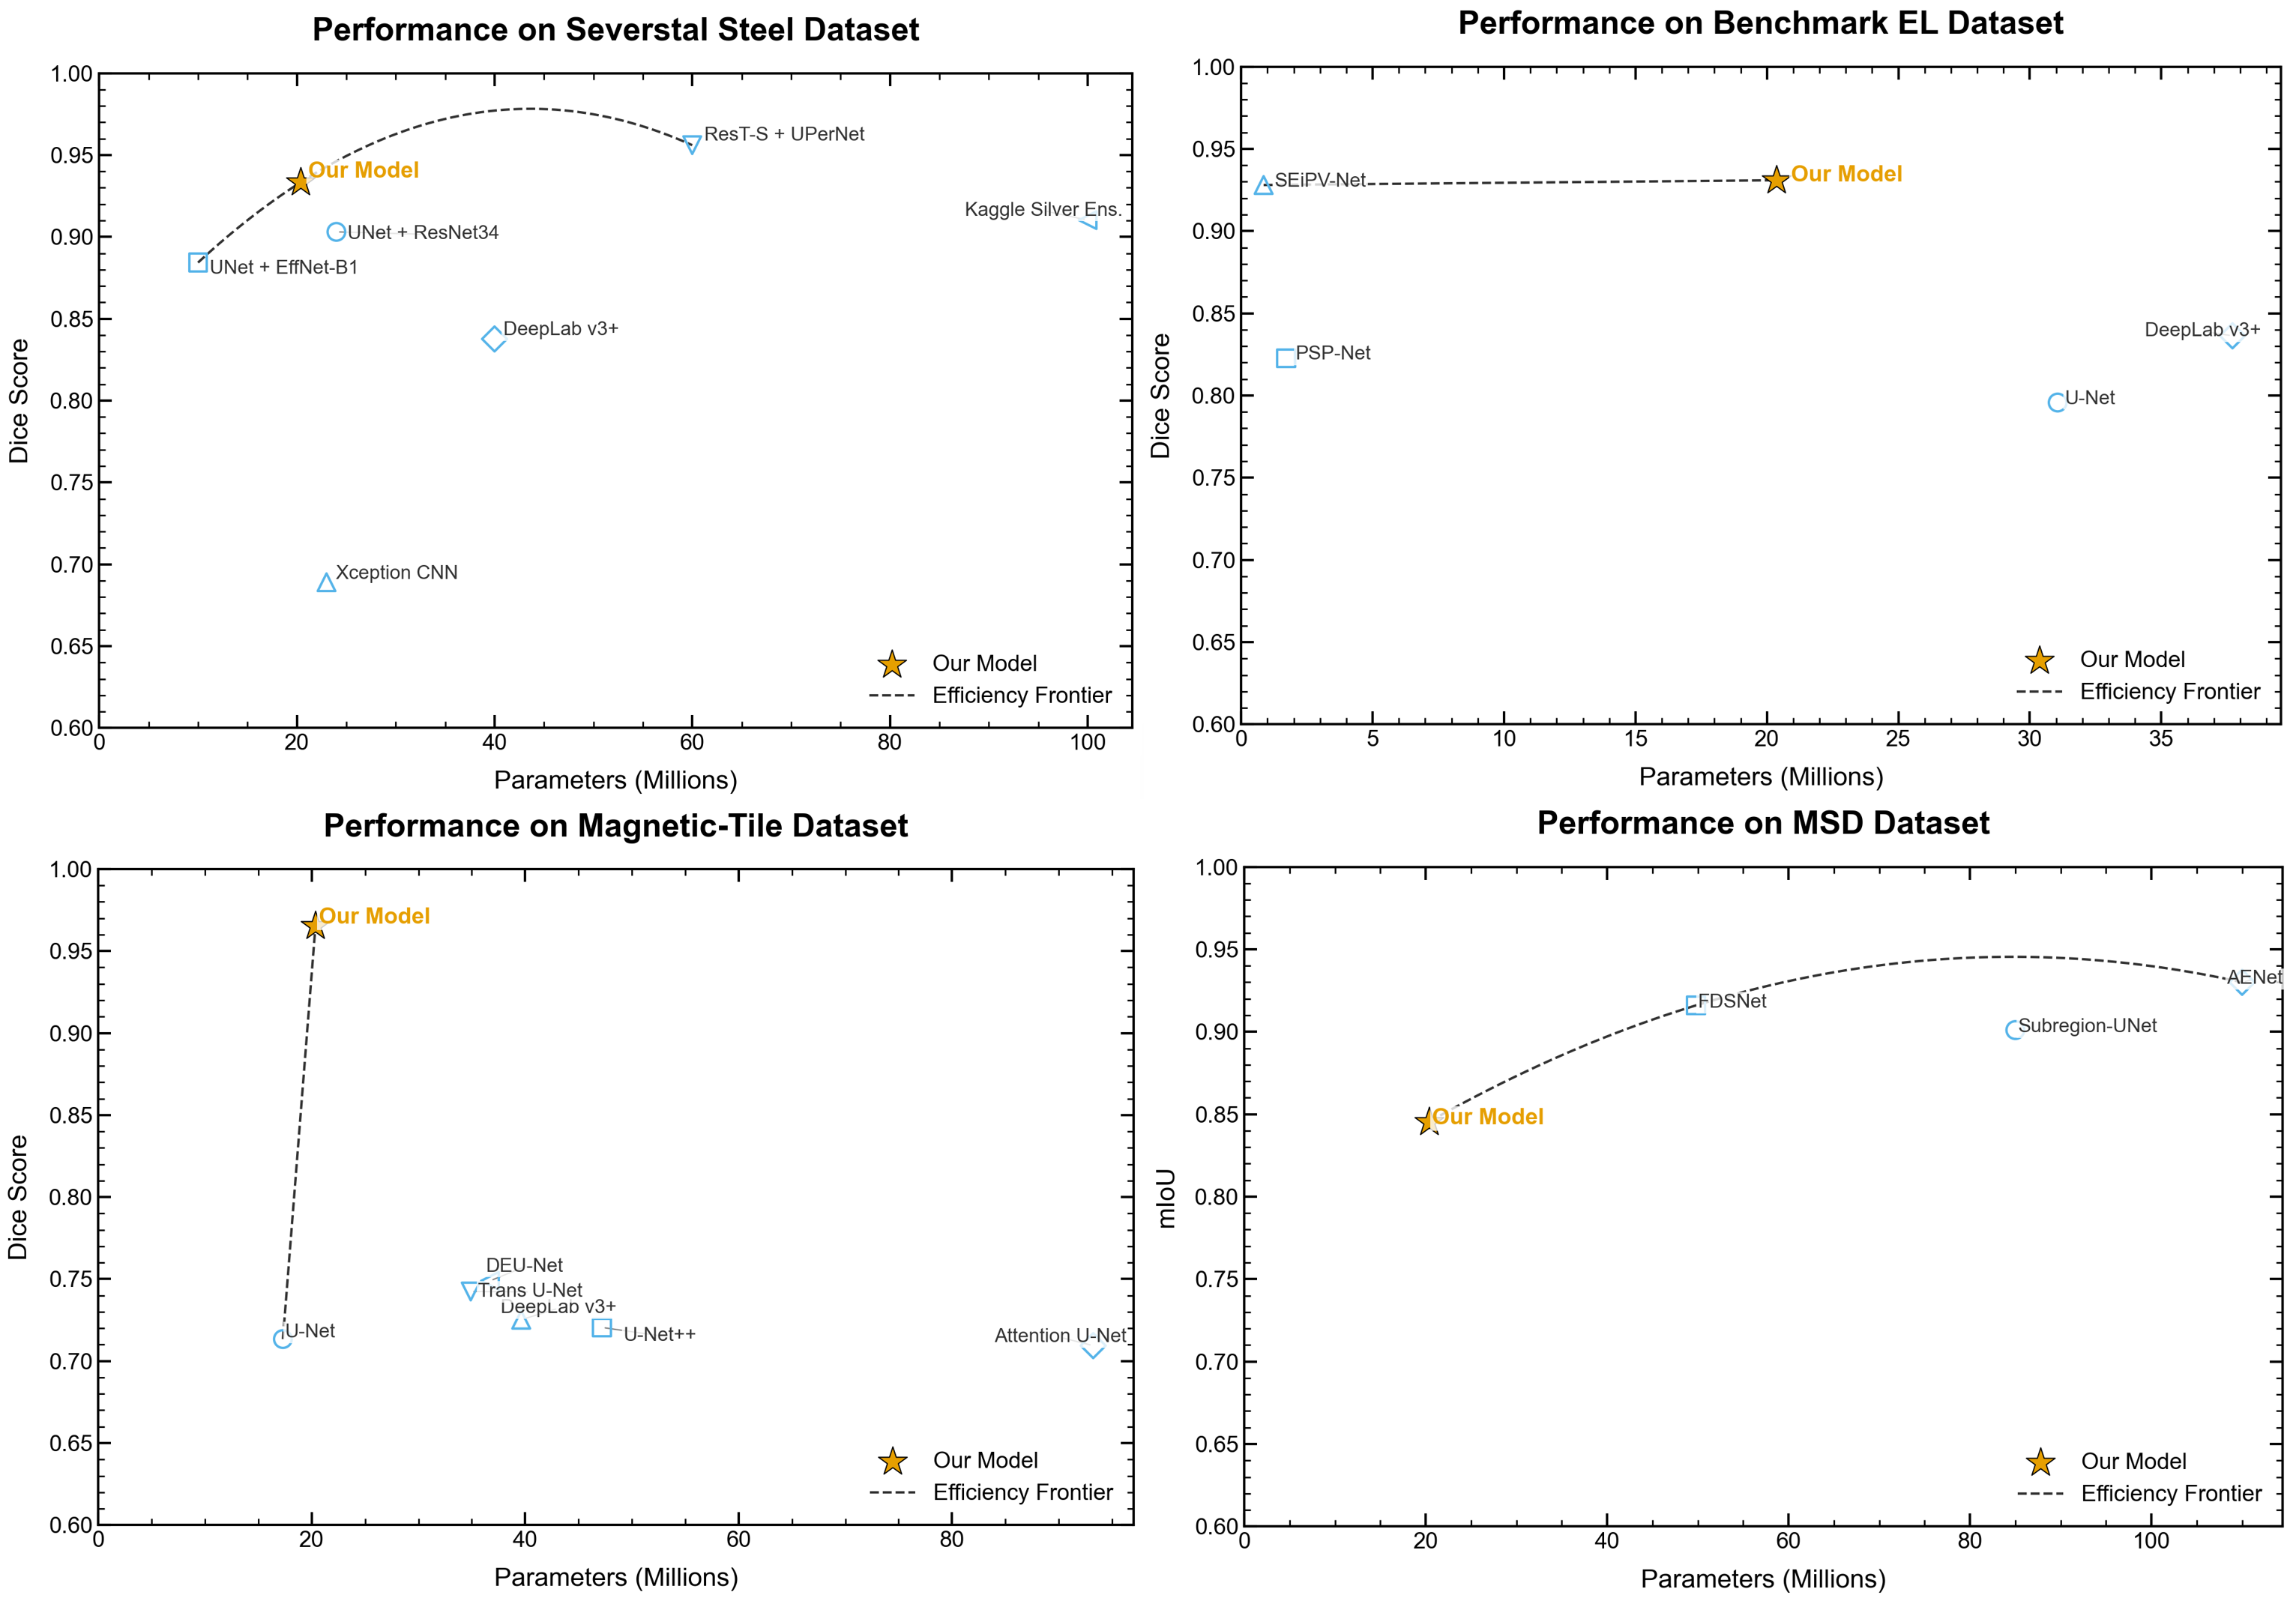 Performance on Severstal Steel Dataset
1.00
0.95
0.90
0.85
0.80
0.75
0.70
0.65
0.60
Dice Score
ResT-S + UPerNet
Our Model
Kaggle Silver Ens.
UNet + ResNet34
UNet + EffNet-B1
DeepLab v3+
Xception CNN
Our Model
Efficiency Frontier
0 20 40 60 80 100
Parameters (Millions)
Performance on Benchmark EL Dataset
1.00
0.95
0.90
0.85
0.80
0.75
0.70
0.65
0.60
Dice Score
SEiPV-Net
Our Model
DeepLab v3+
PSP-Net
U-Net
Our Model
Efficiency Frontier
0 5 10 15 20 25 30 35
Parameters (Millions)
Performance on Magnetic-Tile Dataset
1.00
0.95
0.90
0.85
0.80
0.75
0.70
0.65
0.60
Dice Score
Our Model
DEU-Net
Trans U-Net
DeepLab v3+
U-Net
U-Net++
Attention U-Net
Our Model
Efficiency Frontier
0 20 40 60 80
Parameters (Millions)
Performance on MSD Dataset
1.00
0.95
0.90
0.85
0.80
0.75
0.70
0.65
0.60
mIoU
AENet
FDSNet
Subregion-UNet
Our Model
Our Model
Efficiency Frontier
0 20 40 60 80 100
Parameters (Millions)